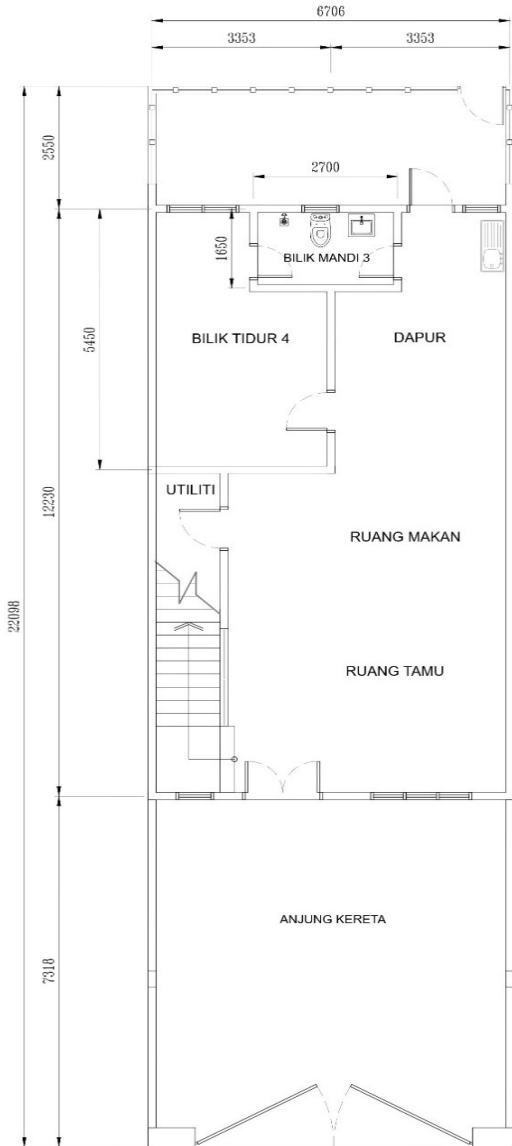 6706
3353
3353
2550
2700
1650
BILIK MANDI 3
5450
BILIK TIDUR 4
DAPUR
UTILITI
12230
RUANG MAKAN
22098
RUANG TAMU
ANJUNG KERETA
7318